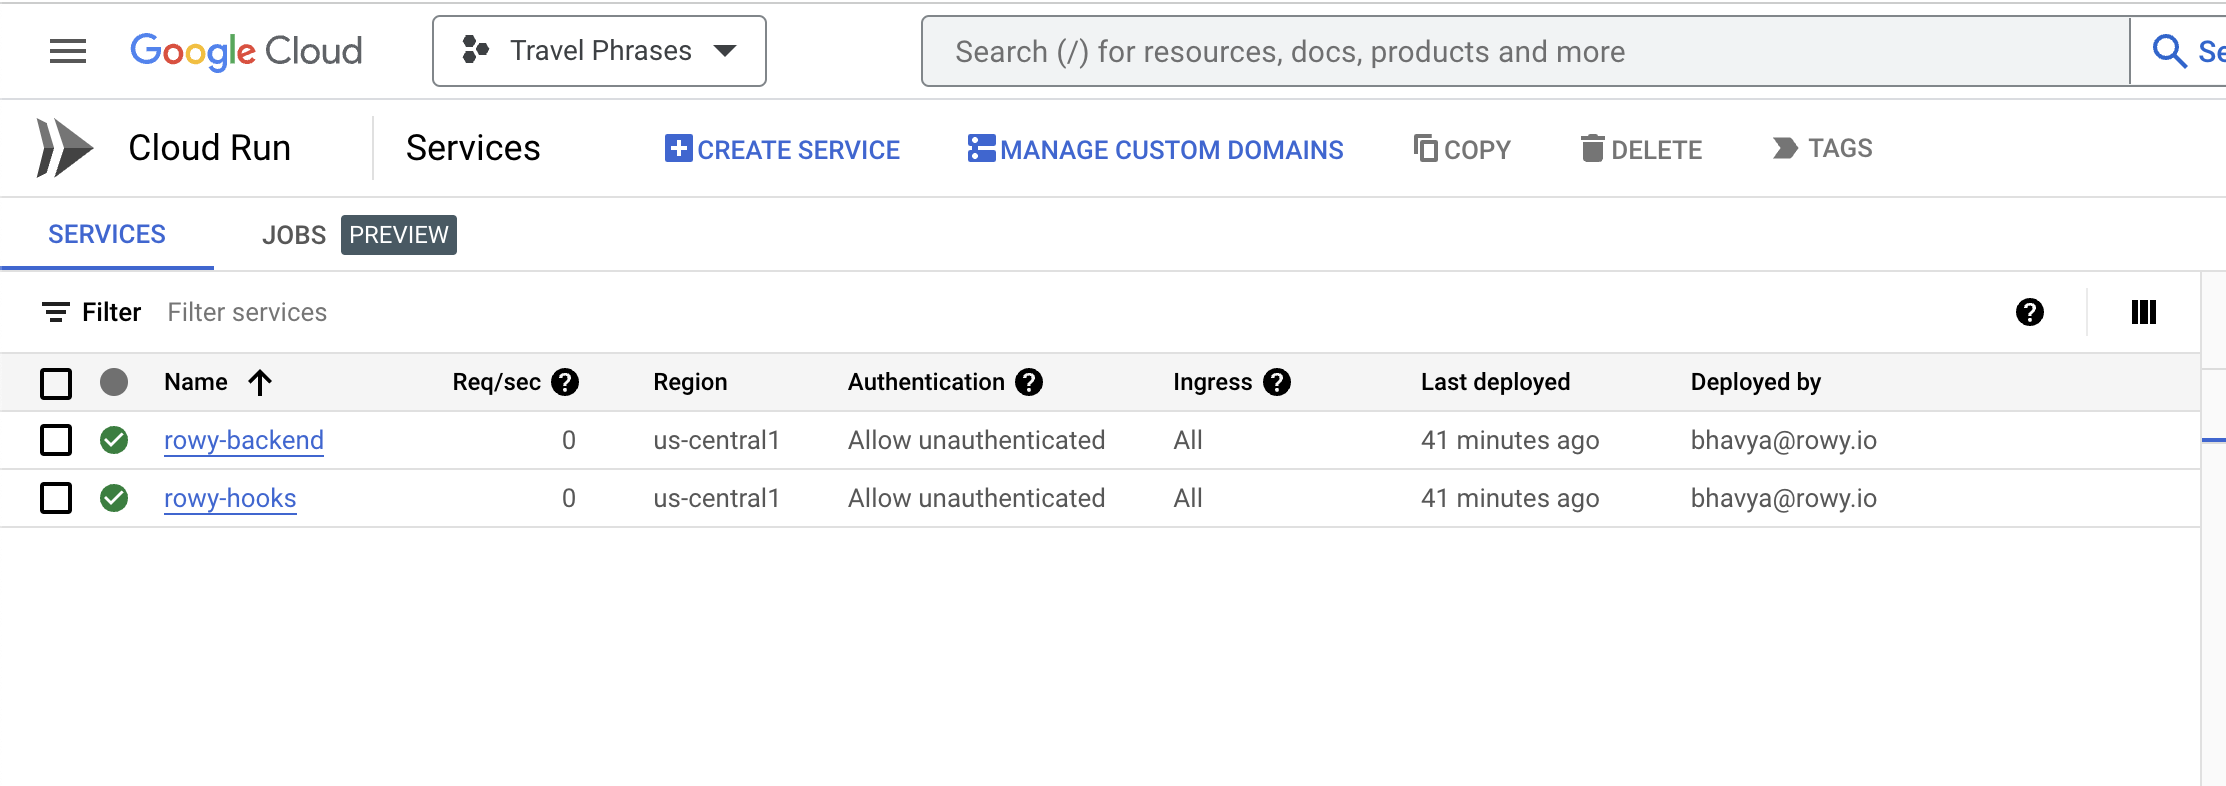 Google Cloud Travel Phrases Search (/) for resources, docs, products and more
Cloud Run Services CREATE SERVICE MANAGE CUSTOM DOMAINS COPY DELETE TAGS
SERVICES JOBS PREVIEW
Filter Filter services
Name Req/sec Region Authentication Ingress Last deployed Deployed by
rowy-backend 0 us-central1 Allow unauthenticated All 41 minutes ago bhavya@rowy.io
rowy-hooks 0 us-central1 Allow unauthenticated All 41 minutes ago bhavya@rowy.io